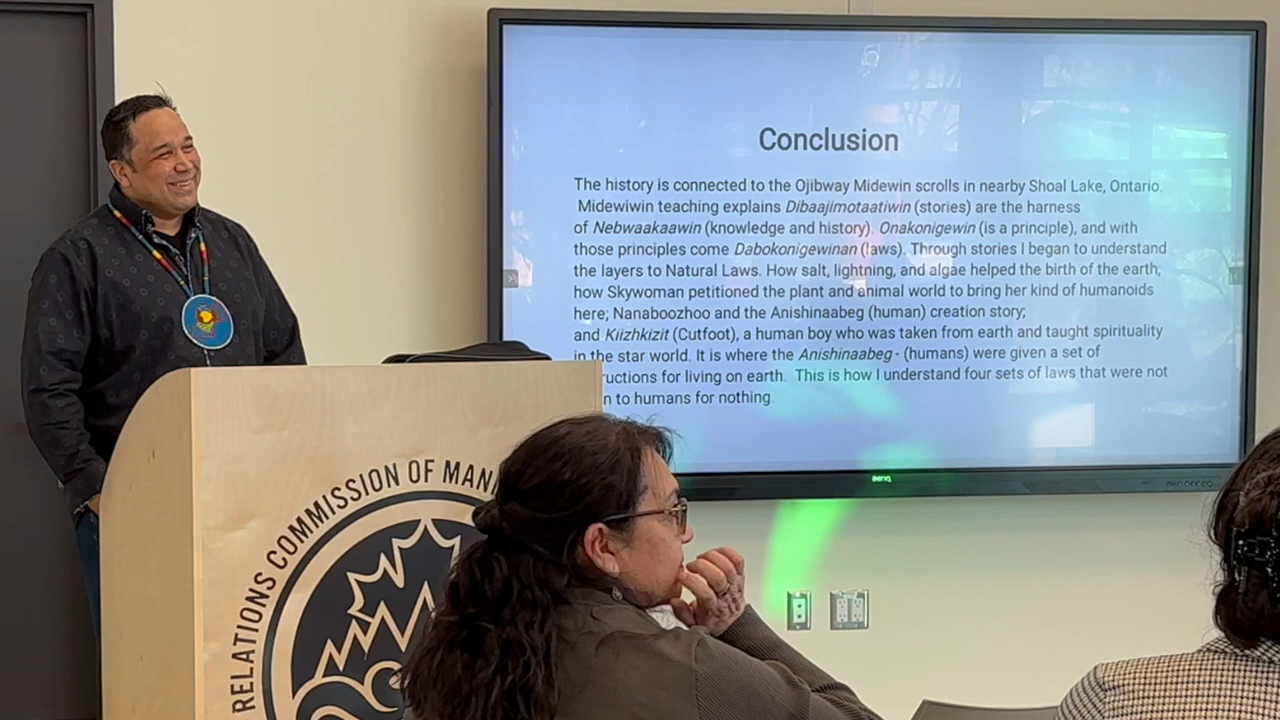 Conclusion
The history is connected to the Ojibway Midewin scrolls in nearby Shoal Lake, Ontario.
Midewiwin teaching explains Dibaajimotaatiwin (stories) are the harness
of Nebwaakaawin (knowledge and history). Onakonigewin (is a principle), and with
those principles come Dabokonigewinan (laws). Through stories I began to understand
the layers to Natural Laws. How salt, lightning, and algae helped the birth of the earth;
how Skywoman petitioned the plant and animal world to bring her kind of humanoids
here; Nanaboozhoo and the Anishinaabeg (human) creation story;
and Kiizhkizit (Cutfoot), a human boy who was taken from earth and taught spirituality
in the star world. It is where the Anishinaabeg - (humans) were given a set of
ructions for living on earth. This is how I understand four sets of laws that were not
n to humans for nothing.
BenQ
RELATIONS COMMISSION OF MAN